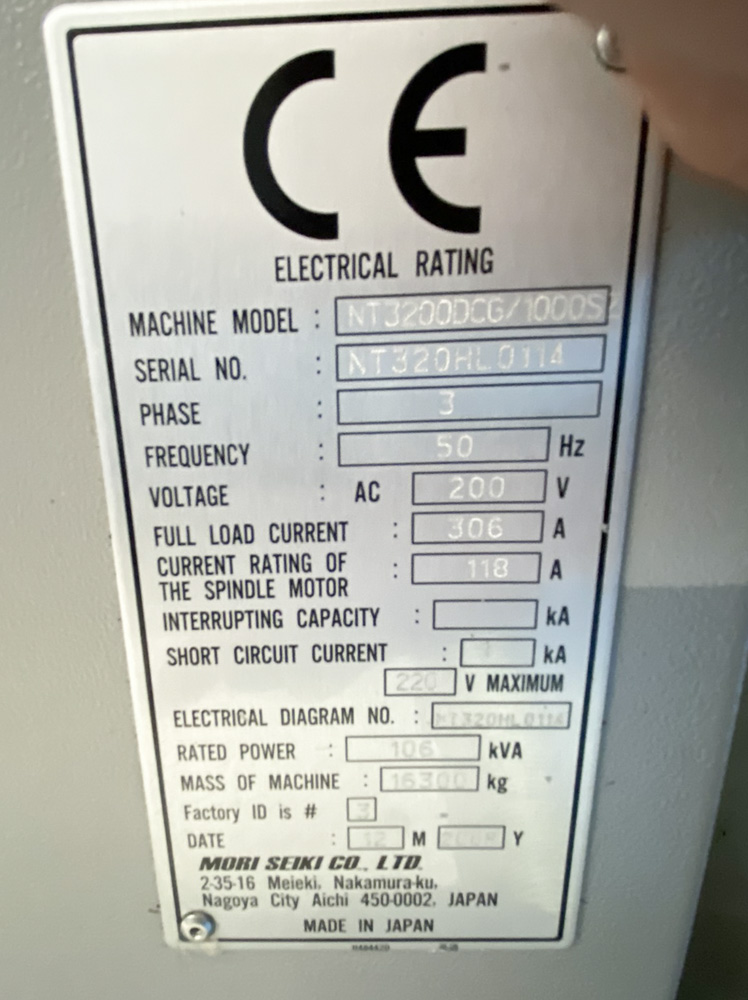 CE
ELECTRICAL RATING
MACHINE MODEL : NT3200DCG/1000SZ
SERIAL NO. : NT320HL0114
PHASE : 3
FREQUENCY : 50 Hz
VOLTAGE : AC 200 V
FULL LOAD CURRENT : 306 A
CURRENT RATING OF
THE SPINDLE MOTOR : 118 A
INTERRUPTING CAPACITY : kA
SHORT CIRCUIT CURRENT : kA
220 V MAXIMUM
ELECTRICAL DIAGRAM NO. : NT320HL0114
RATED POWER : 106 kVA
MASS OF MACHINE : 16300 kg
Factory ID is # 3
DATE : 12 M Y
MORI SEIKI CO., LTD.
2-35-16 Meieki, Nakamura-ku,
Nagoya City Aichi 450-0002, JAPAN
MADE IN JAPAN